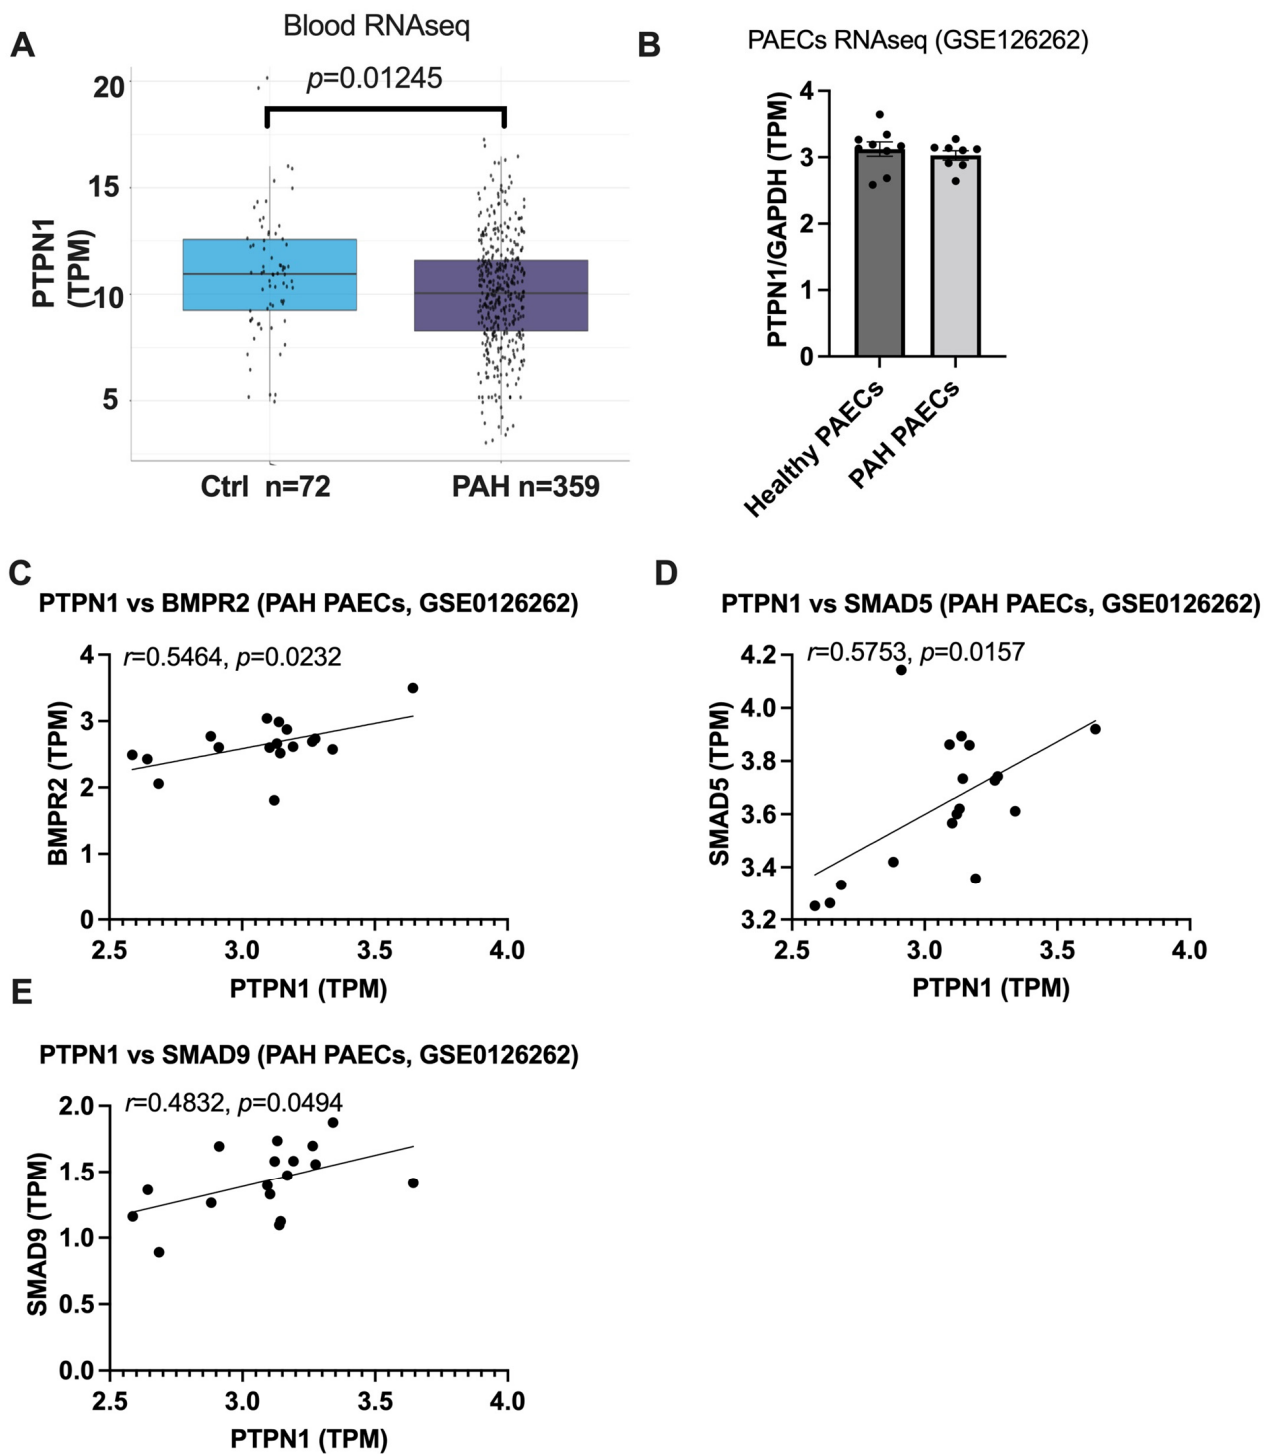 A
Blood RNAseq
p=0.01245
PTPN1
(TPM)
20
15
10
5
Ctrl n=72
PAH n=359
B
PAECs RNAseq (GSE126262)
PTPN1/GAPDH (TPM)
4
3
2
1
0
Healthy PAECs
PAH PAECs
C
PTPN1 vs BMPR2 (PAH PAECs, GSE0126262)
r=0.5464, p=0.0232
BMPR2 (TPM)
4
3
2
1
0
2.5 3.0 3.5 4.0
PTPN1 (TPM)
D
PTPN1 vs SMAD5 (PAH PAECs, GSE0126262)
r=0.5753, p=0.0157
SMAD5 (TPM)
4.2
4.0
3.8
3.6
3.4
3.2
2.5 3.0 3.5 4.0
PTPN1 (TPM)
E
PTPN1 vs SMAD9 (PAH PAECs, GSE0126262)
r=0.4832, p=0.0494
SMAD9 (TPM)
2.0
1.5
1.0
0.5
0.0
2.5 3.0 3.5 4.0
PTPN1 (TPM)